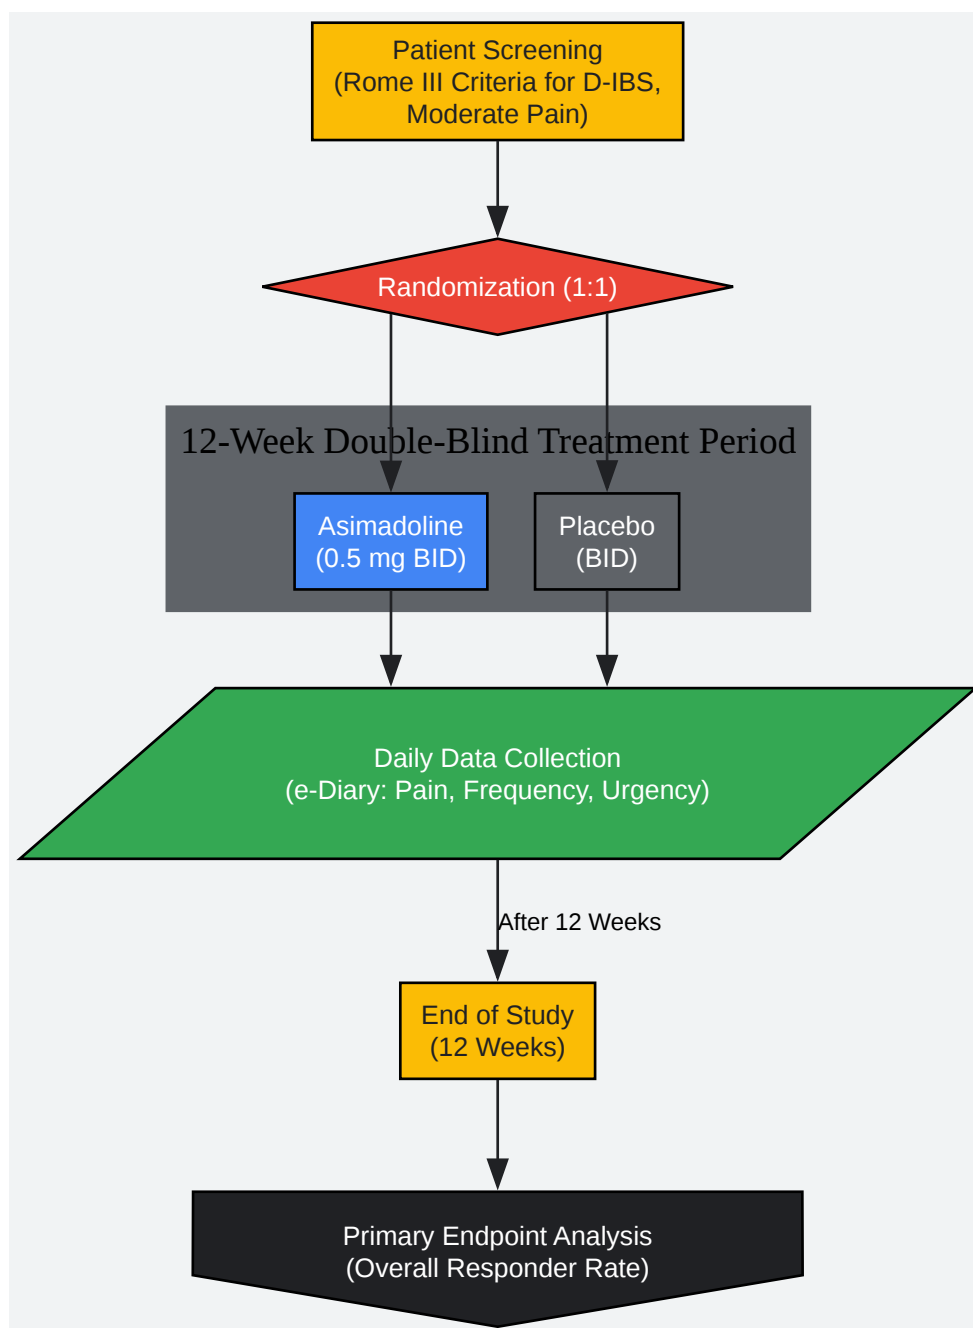 Patient Screening
(Rome III Criteria for D-IBS,
Moderate Pain)
Randomization (1:1)
12-Week Double-Blind Treatment Period
Asimadoline
(0.5 mg BID)
Placebo
(BID)
Daily Data Collection
(e-Diary: Pain, Frequency, Urgency)
After 12 Weeks
End of Study
(12 Weeks)
Primary Endpoint Analysis
(Overall Responder Rate)